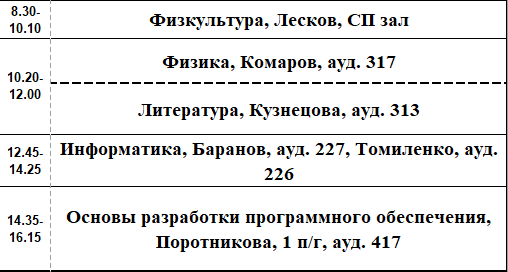 8.30-
10.10
Физкультура, Лесков, СП зал
10.20-
12.00
Физика, Комаров, ауд. 317
Литература, Кузнецова, ауд. 313
12.45-
14.25
Информатика, Баранов, ауд. 227, Томиленко, ауд.
226
14.35-
16.15
Основы разработки программного обеспечения,
Поротникова, 1 п/г, ауд. 417